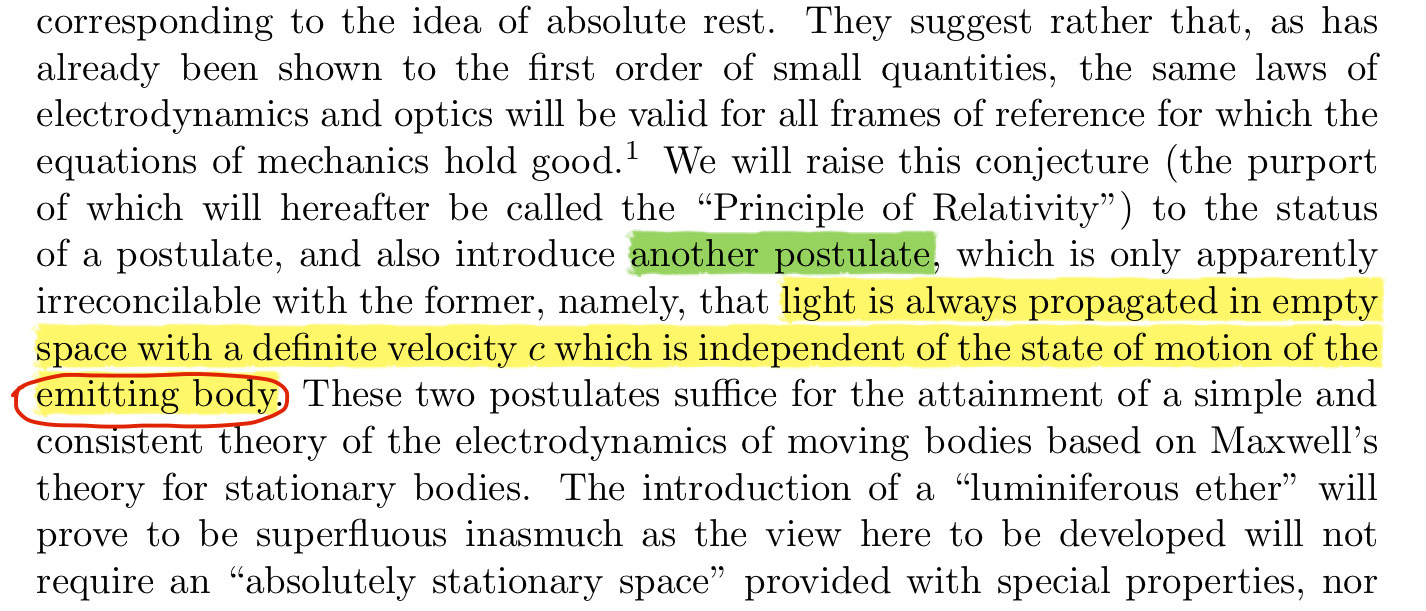 corresponding to the idea of absolute rest. They suggest rather that, as has
already been shown to the first order of small quantities, the same laws of
electrodynamics and optics will be valid for all frames of reference for which the
equations of mechanics hold good.1 We will raise this conjecture (the purport
of which will hereafter be called the “Principle of Relativity”) to the status
of a postulate, and also introduce another postulate, which is only apparently
irreconcilable with the former, namely, that light is always propagated in empty
space with a definite velocity c which is independent of the state of motion of the
emitting body. These two postulates suffice for the attainment of a simple and
consistent theory of the electrodynamics of moving bodies based on Maxwell’s
theory for stationary bodies. The introduction of a “luminiferous ether” will
prove to be superfluous inasmuch as the view here to be developed will not
require an “absolutely stationary space” provided with special properties, nor